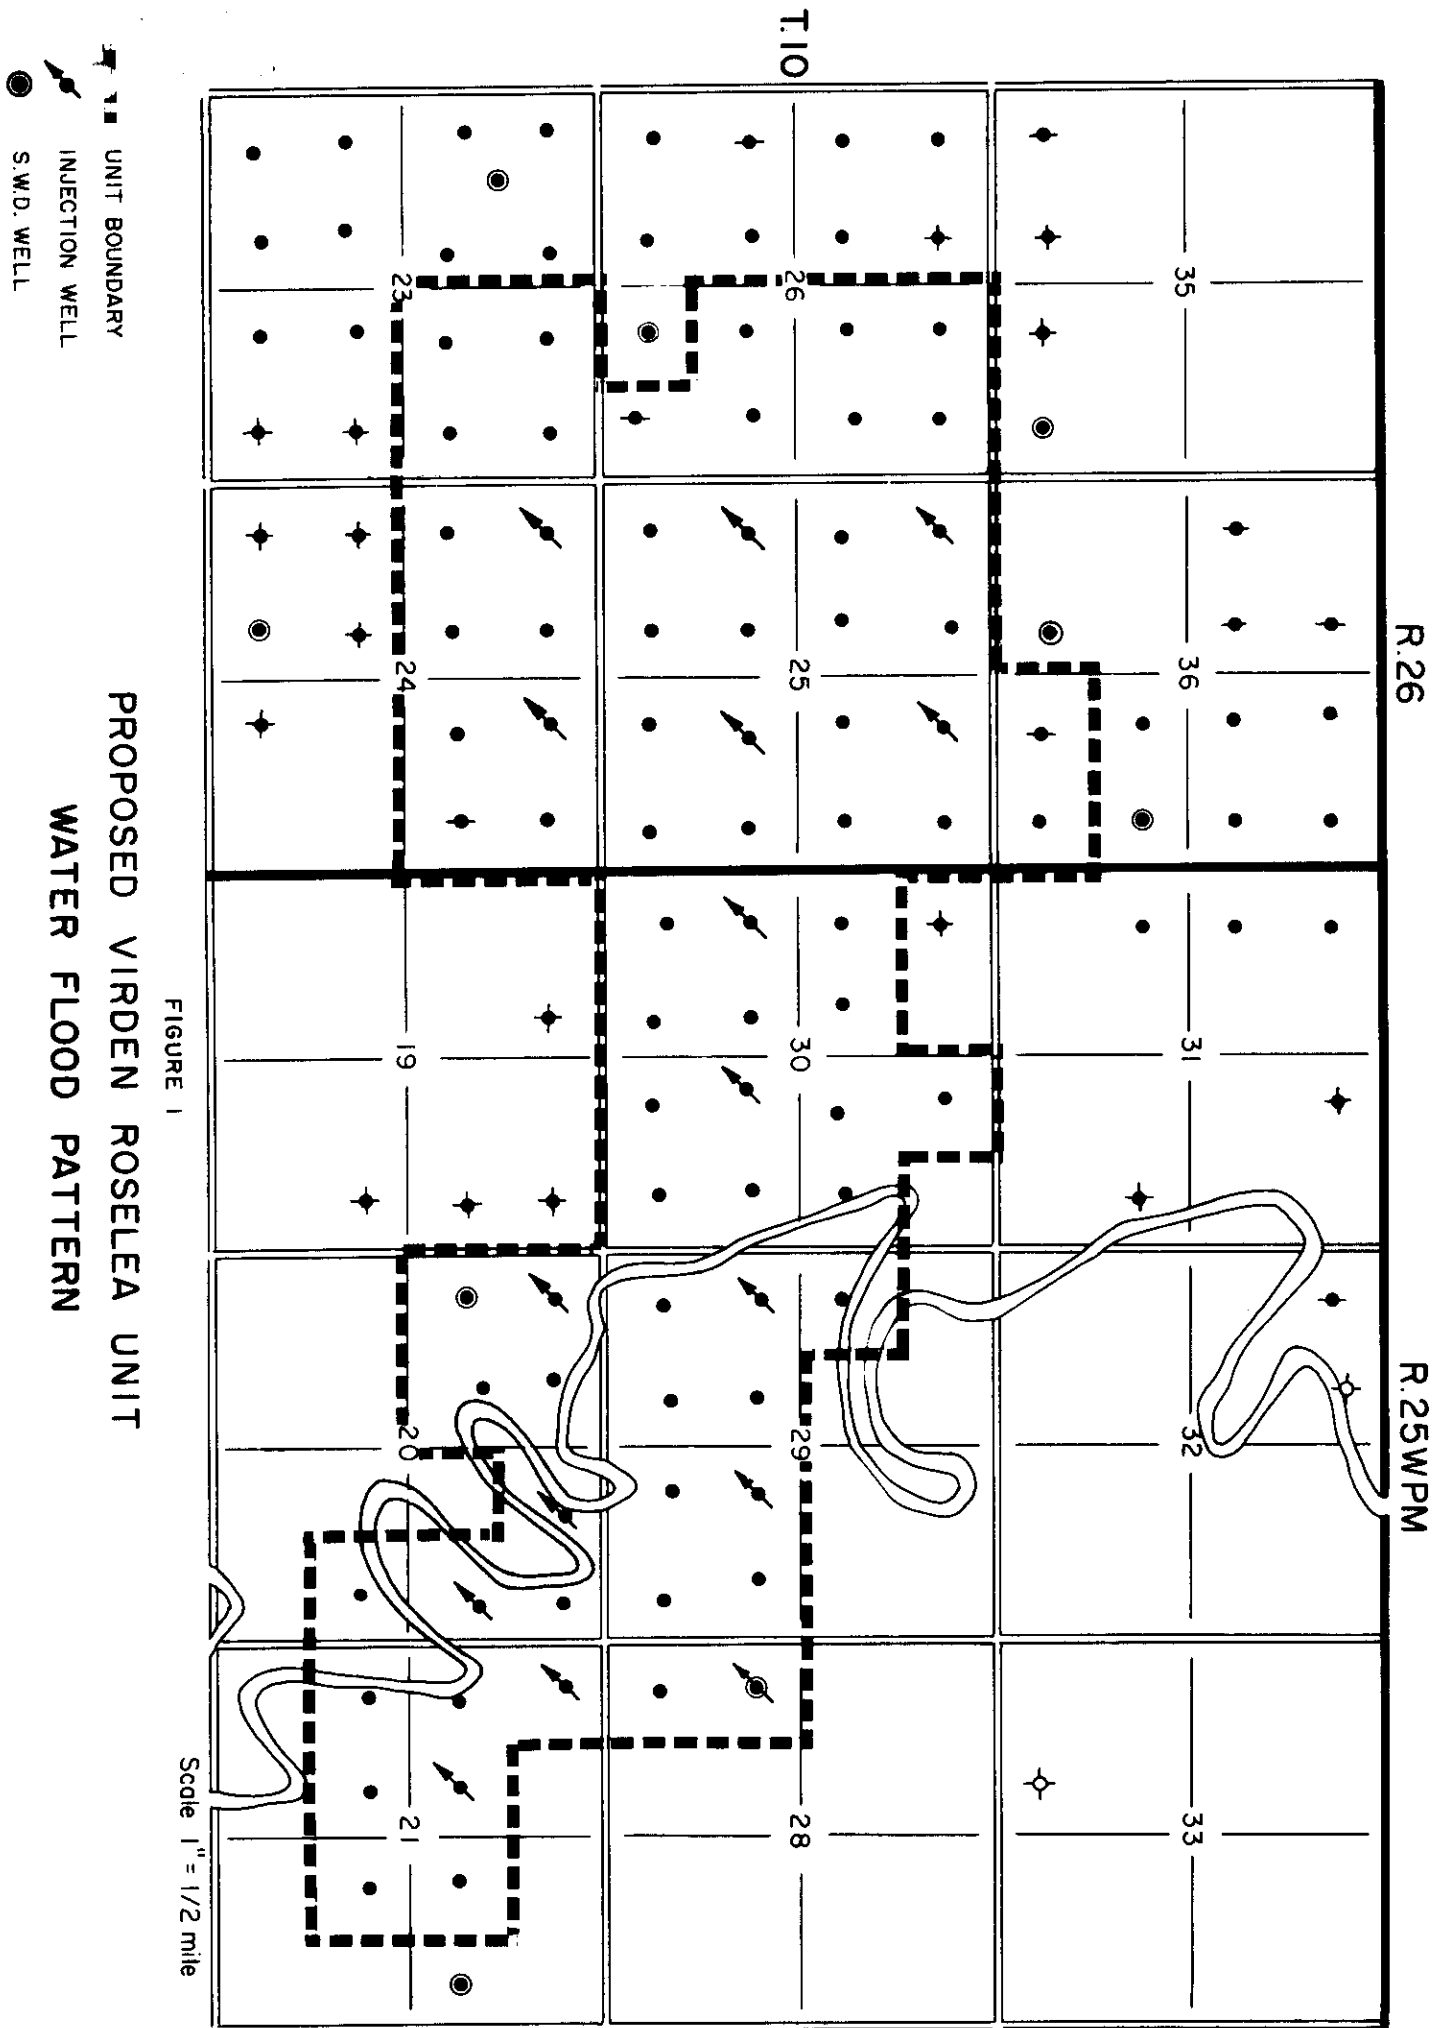 R.26
R.25WPM
T.10
35
36
31
32
33
26
25
30
29
28
23
24
19
20
21
UNIT BOUNDARY
INJECTION WELL
S.W.D. WELL
FIGURE 1
Scale 1" = 1/2 mile
PROPOSED VIRDEN ROSELEA UNIT
WATER FLOOD PATTERN